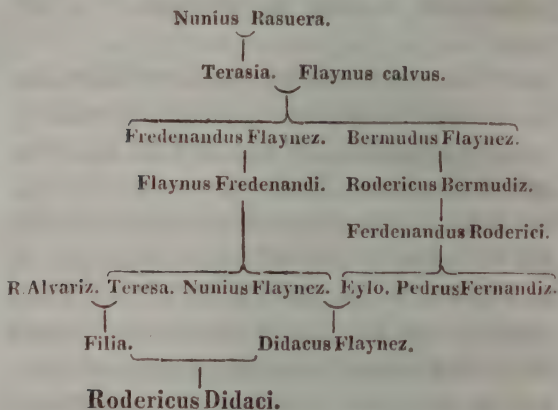 Nunius Rasuera.
Terasia. Flaynus calvus.
Fredenandus Flaynez. Bermudus Flaynez.
Flaynus Fredenandi. Rodericus Bermudiz.
Ferdenandus Roderici.
R. Alvariz. Teresa. Nunius Flaynez. Eylo. Pedrus Fernandiz.
Filia. Didacus Flaynez.
Rodericus Didaci.